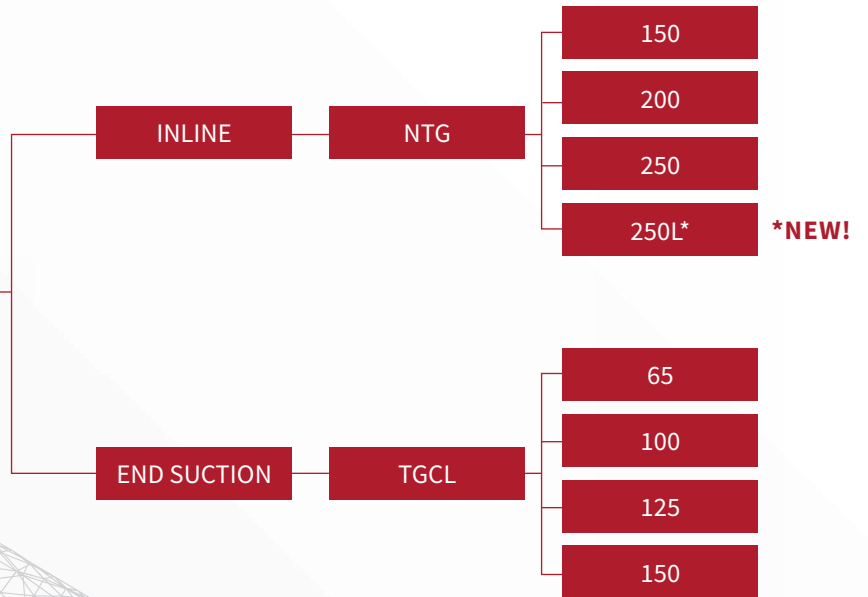 150
200
INLINE
NTG
250
250L*
*NEW!
65
100
END SUCTION
TGCL
125
150